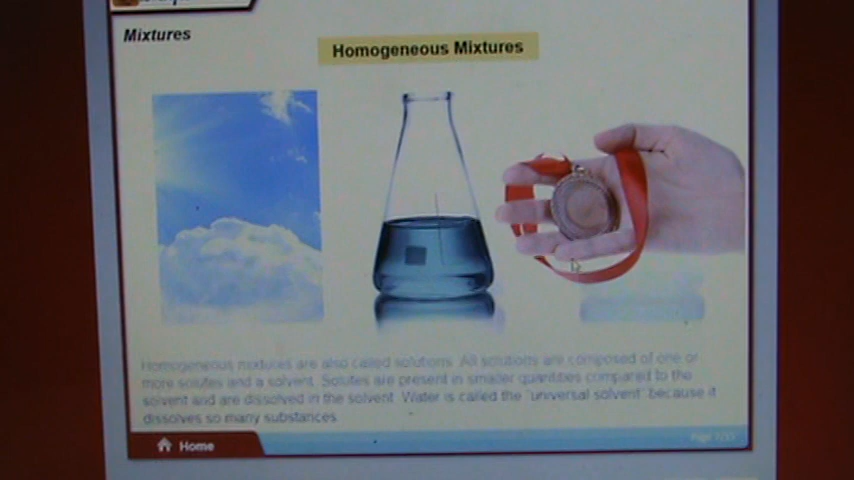 Mixtures
Homogeneous Mixtures
Homogeneous mixtures are also called solutions. All solutions are composed of one or
more solutes and a solvent. Solutes are present in smaller quantities compared to the
solvent and are dissolved in the solvent. Water is called the "universal solvent" because it
dissolves so many substances.
Home
Page